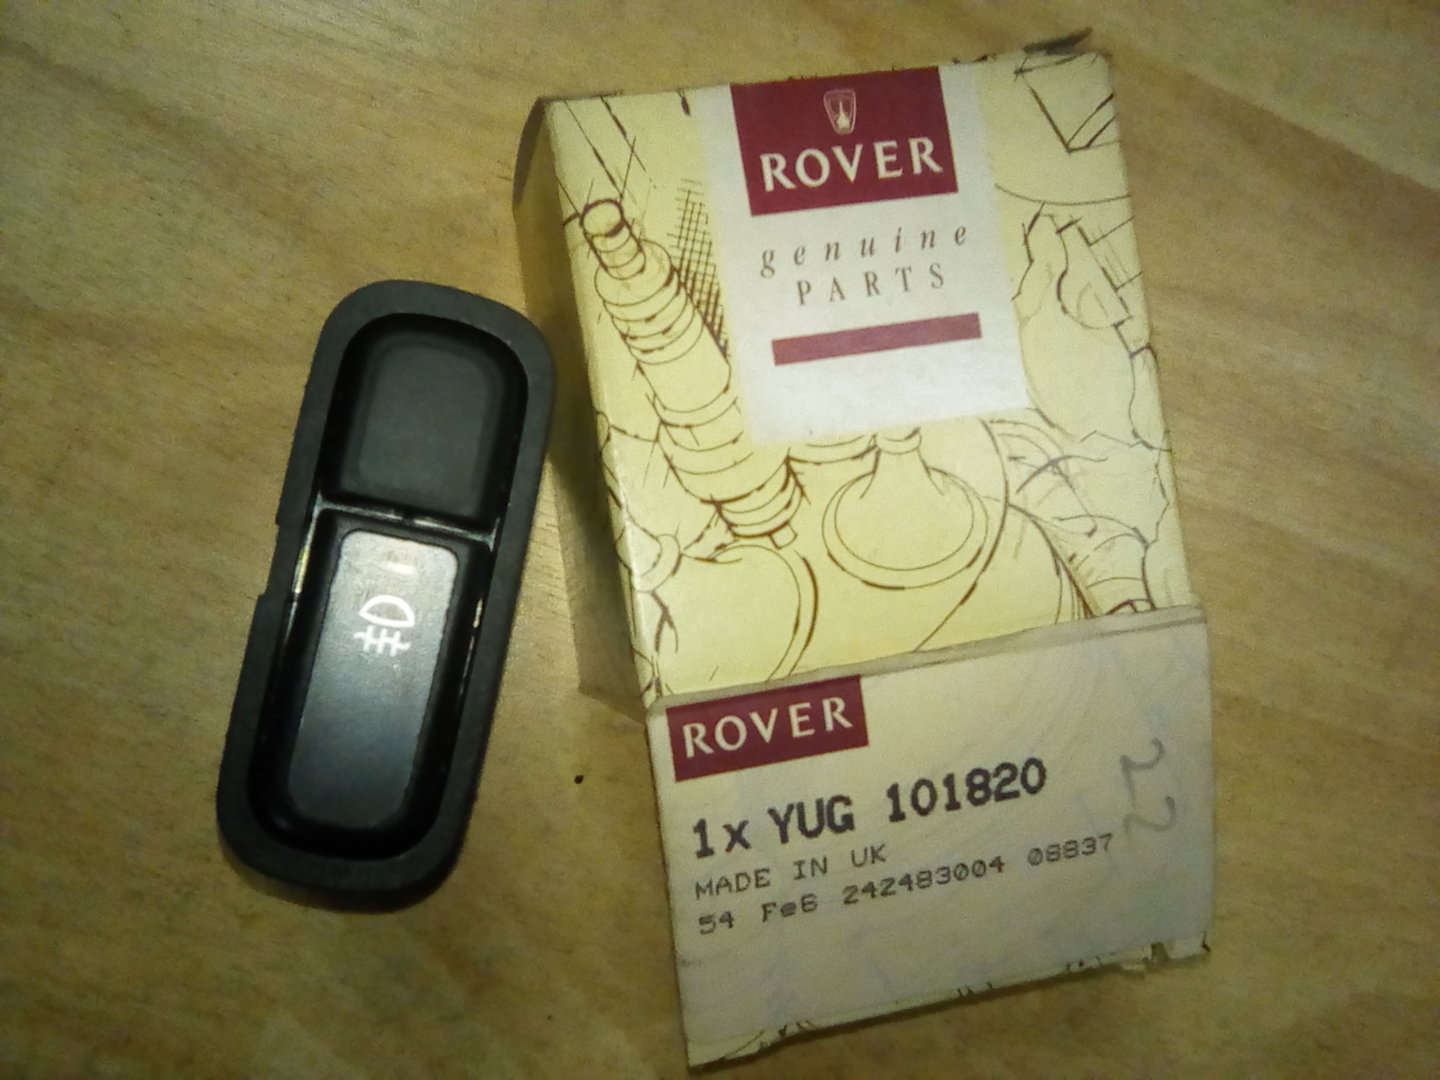 ROVER
genuine
PARTS
ROVER
1x YUG 101820
MADE IN UK
54 Fe6 242483004 08837
22